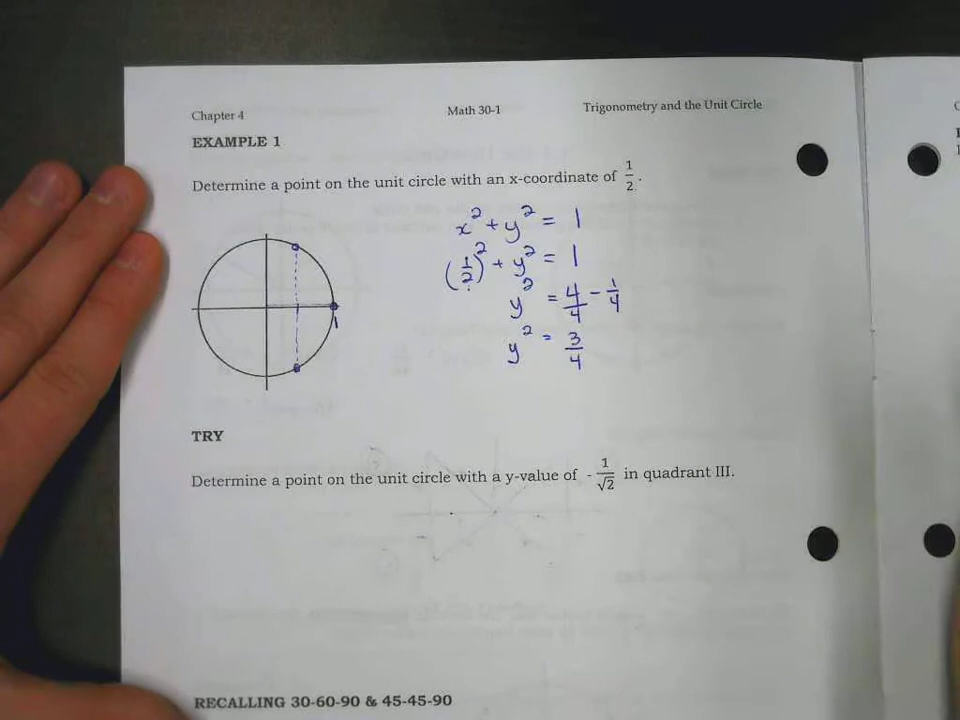 Chapter 4 Math 30-1 Trigonometry and the Unit Circle
EXAMPLE 1
Determine a point on the unit circle with an x-coordinate of 1/2.
x² + y² = 1
(1/2)² + y² = 1
y² = 4/4 - 1/4
y² = 3/4
1
TRY
Determine a point on the unit circle with a y-value of - 1/√2 in quadrant III.
RECALLING 30-60-90 & 45-45-90